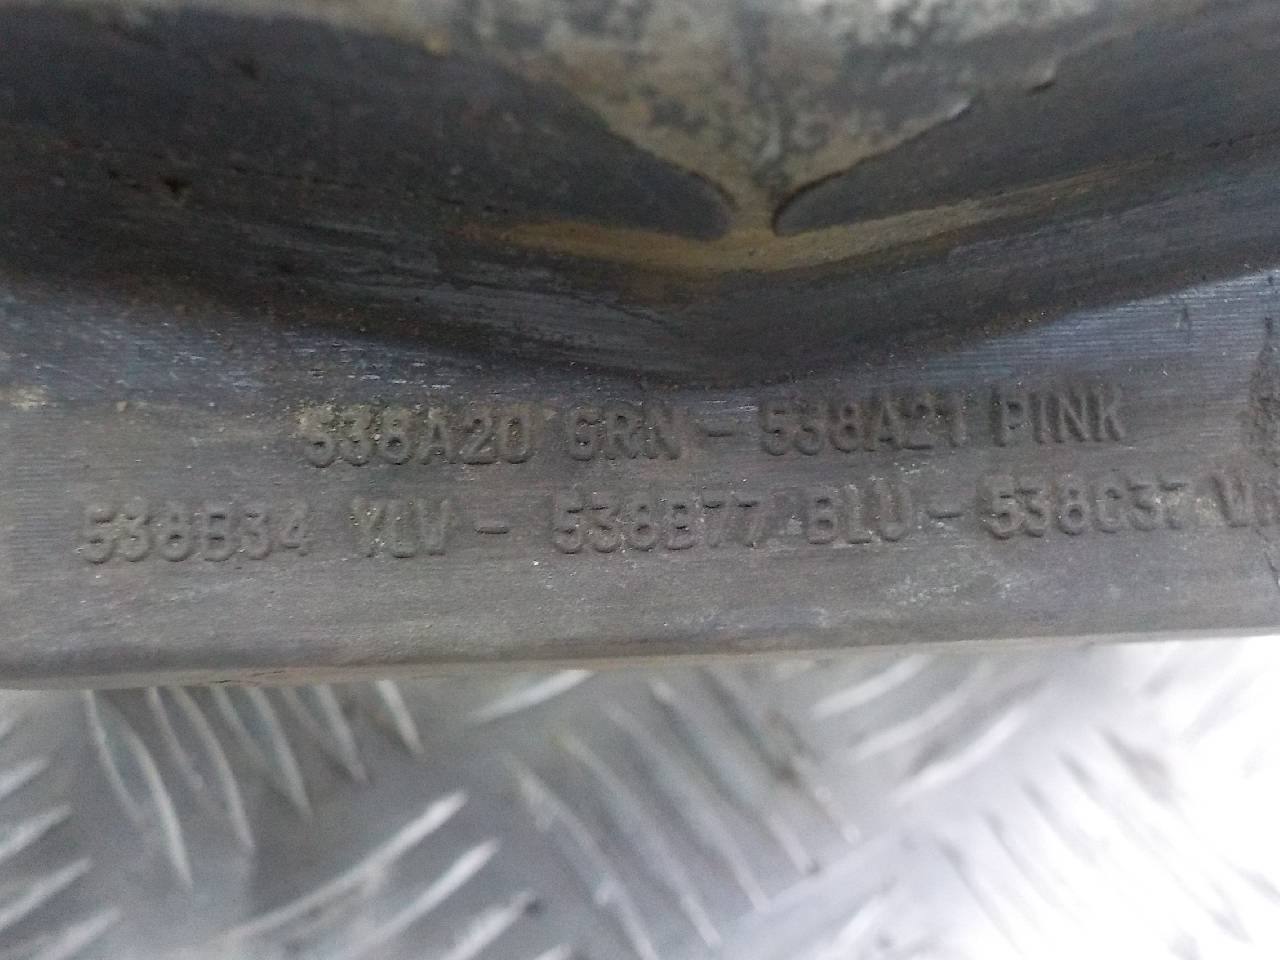 538A20 GRN - 538A21 PINK
538B34 YLW - 538B77 BLU - 538C37